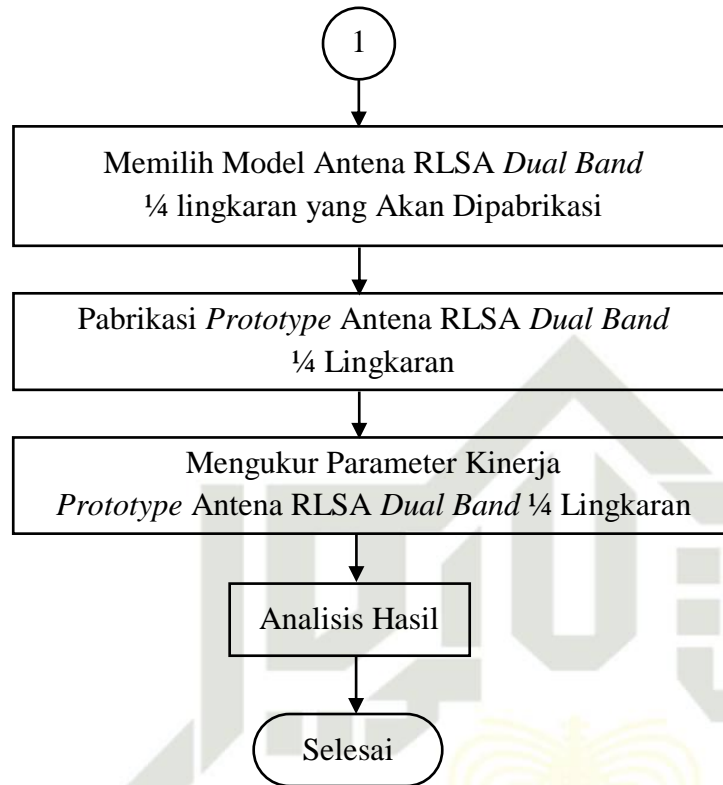 1
Memilih Model Antena RLSA Dual Band
¼ lingkaran yang Akan Dipabrikasi
Pabrikasi Prototype Antena RLSA Dual Band
¼ Lingkaran
Mengukur Parameter Kinerja
Prototype Antena RLSA Dual Band ¼ Lingkaran
Analisis Hasil
Selesai